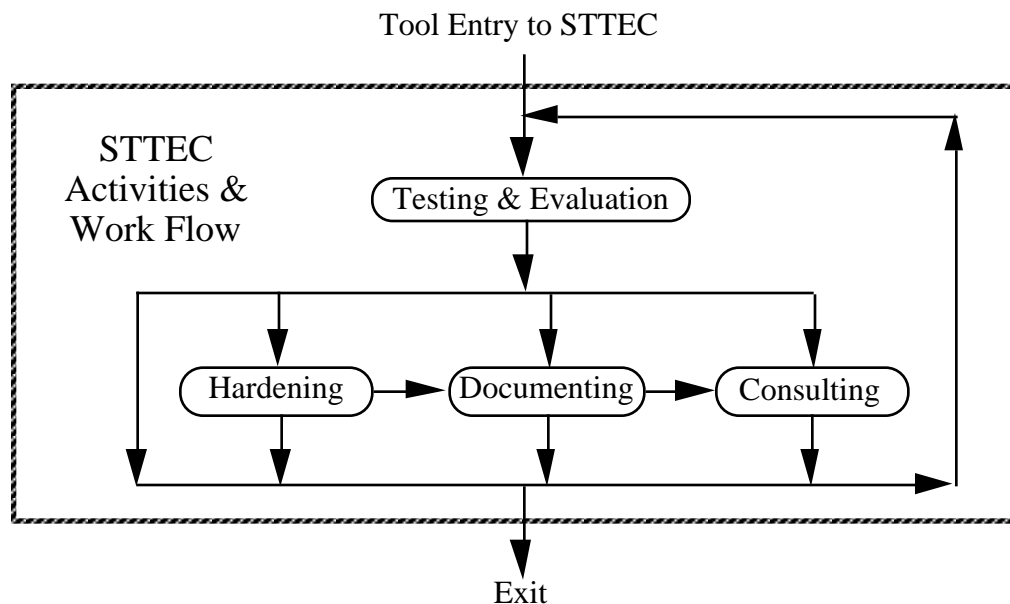 Tool Entry to STTEC
STTEC
Activities &
Work Flow
Testing & Evaluation
Hardening
Documenting
Consulting
Exit